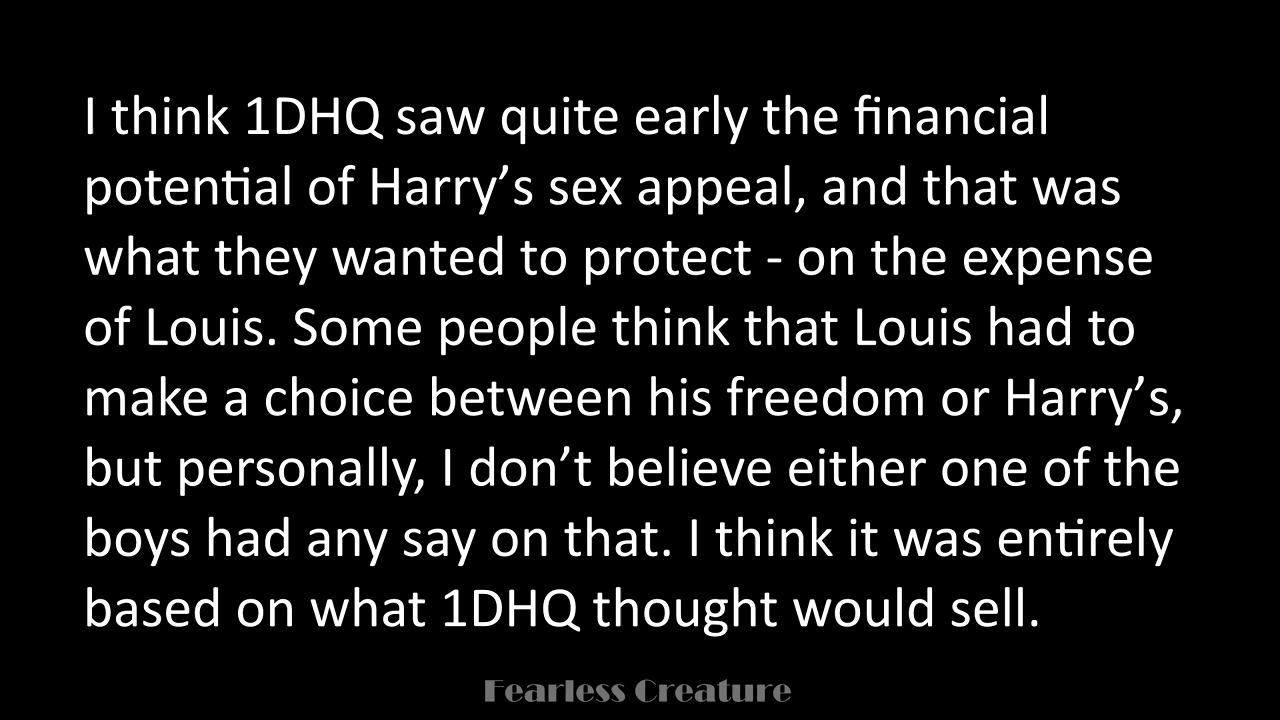 I think 1DHQ saw quite early the financial
potential of Harry’s sex appeal, and that was
what they wanted to protect - on the expense
of Louis. Some people think that Louis had to
make a choice between his freedom or Harry’s,
but personally, I don’t believe either one of the
boys had any say on that. I think it was entirely
based on what 1DHQ thought would sell.
Fearless Creature